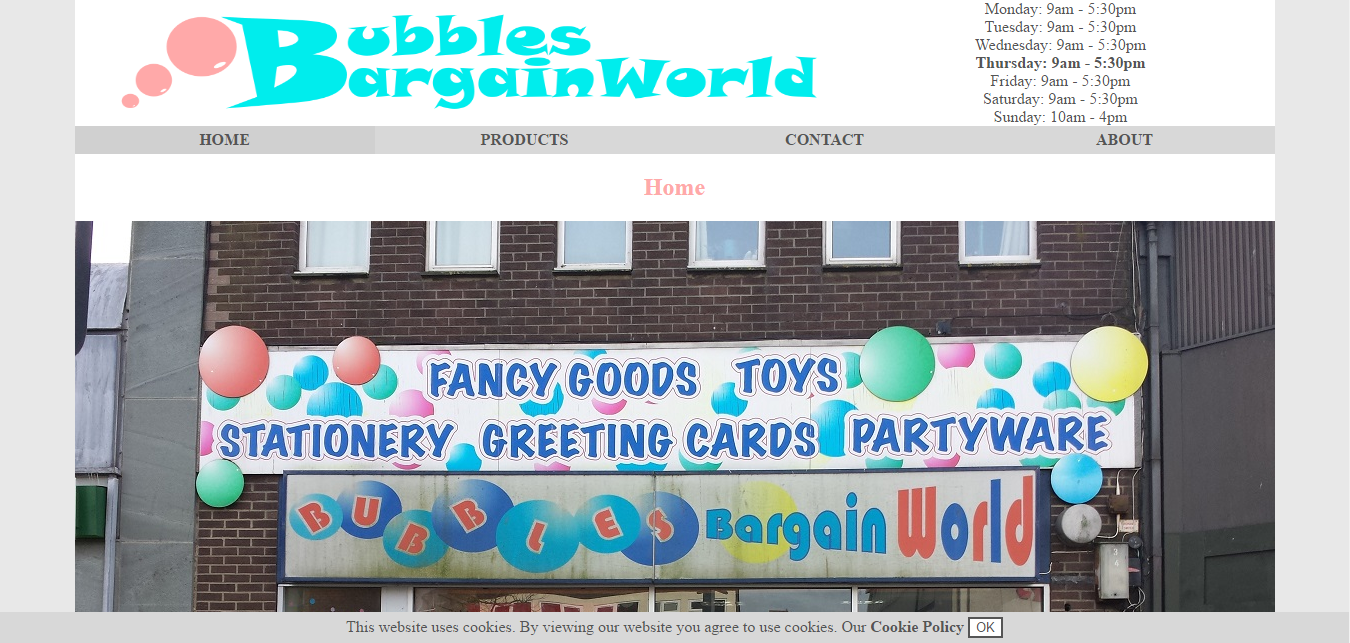 Bubbles
BargainWorld
Monday: 9am - 5:30pm
Tuesday: 9am - 5:30pm
Wednesday: 9am - 5:30pm
Thursday: 9am - 5:30pm
Friday: 9am - 5:30pm
Saturday: 9am - 5:30pm
Sunday: 10am - 4pm
HOME PRODUCTS CONTACT ABOUT
Home
FANCY GOODS TOYS
STATIONERY GREETING CARDS PARTYWARE
BUBBLES Bargain World
This website uses cookies. By viewing our website you agree to use cookies. Our Cookie Policy OK